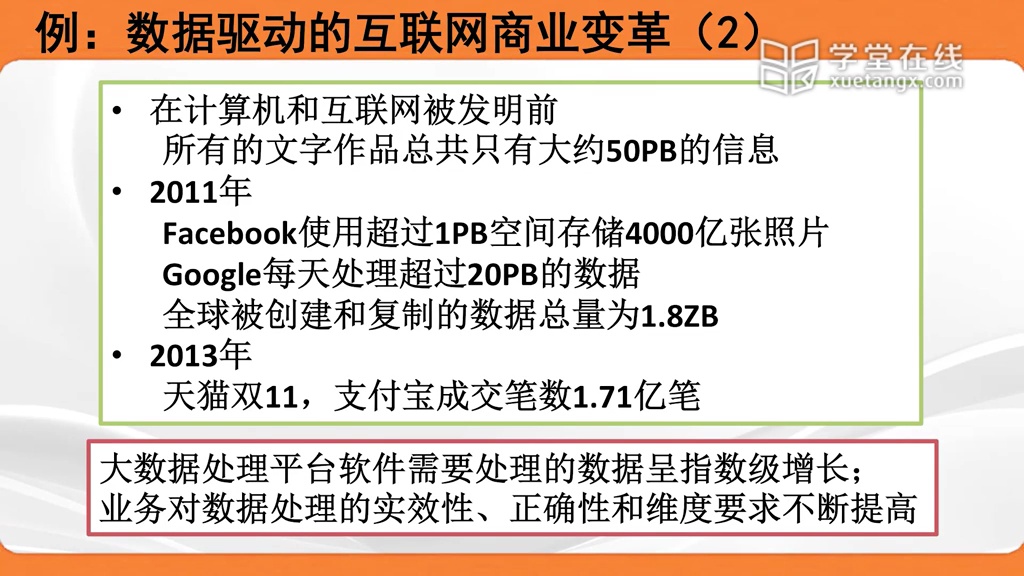 例：数据驱动的互联网商业变革（2）
学堂在线
xuetangx.com
• 在计算机和互联网被发明前
所有的文字作品总共只有大约50PB的信息
• 2011年
Facebook使用超过1PB空间存储4000亿张照片
Google每天处理超过20PB的数据
全球被创建和复制的数据总量为1.8ZB
• 2013年
天猫双11，支付宝成交笔数1.71亿笔
大数据处理平台软件需要处理的数据呈指数级增长；
业务对数据处理的实效性、正确性和维度要求不断提高